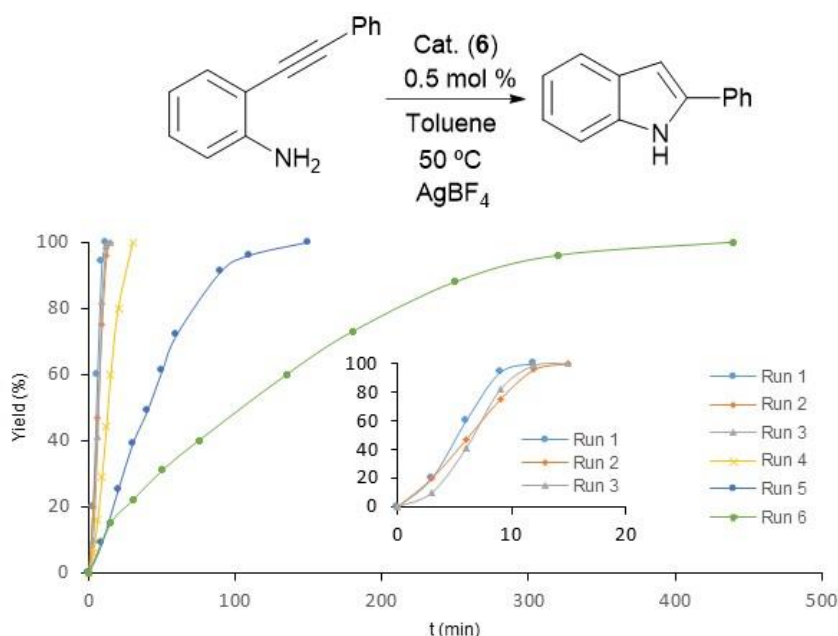 Ph
Cat. (6)
0.5 mol %
Toluene
50 ºC
AgBF4
NH2
Ph
N
H
100
80
60
40
20
0
Yield (%)
0 100 200 300 400 500
t (min)
100
80
60
40
20
0
0 10 20
Run 1
Run 2
Run 3
Run 1
Run 2
Run 3
Run 4
Run 5
Run 6